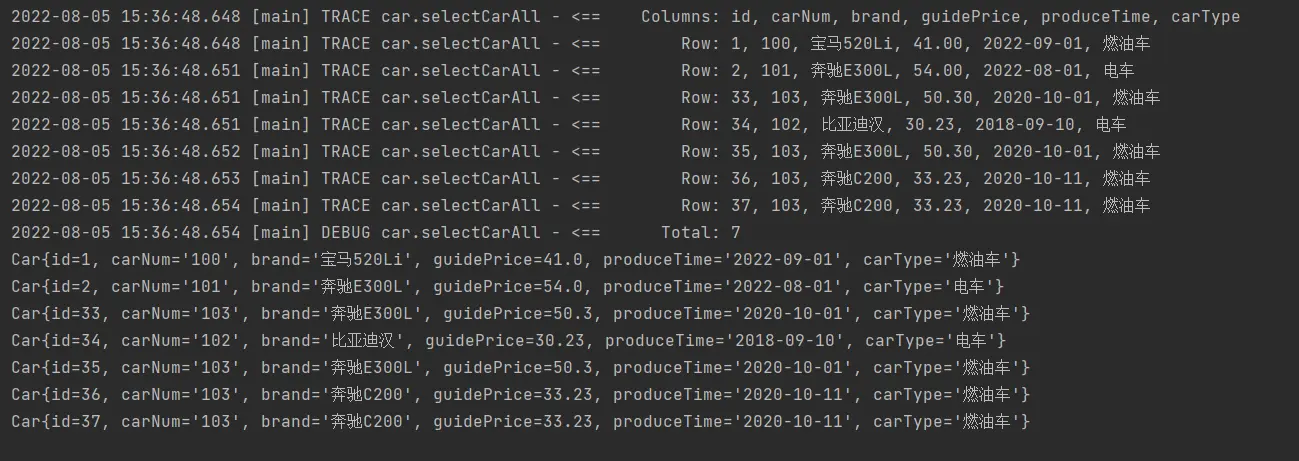 2022-08-05 15:36:48.648 [main] TRACE car.selectCarAll - <==    Columns: id, carNum, brand, guidePrice, produceTime, carType
2022-08-05 15:36:48.648 [main] TRACE car.selectCarAll - <==        Row: 1, 100, 宝马520Li, 41.00, 2022-09-01, 燃油车
2022-08-05 15:36:48.651 [main] TRACE car.selectCarAll - <==        Row: 2, 101, 奔驰E300L, 54.00, 2022-08-01, 电车
2022-08-05 15:36:48.651 [main] TRACE car.selectCarAll - <==        Row: 33, 103, 奔驰E300L, 50.30, 2020-10-01, 燃油车
2022-08-05 15:36:48.651 [main] TRACE car.selectCarAll - <==        Row: 34, 102, 比亚迪汉, 30.23, 2018-09-10, 电车
2022-08-05 15:36:48.652 [main] TRACE car.selectCarAll - <==        Row: 35, 103, 奔驰E300L, 50.30, 2020-10-01, 燃油车
2022-08-05 15:36:48.653 [main] TRACE car.selectCarAll - <==        Row: 36, 103, 奔驰C200, 33.23, 2020-10-11, 燃油车
2022-08-05 15:36:48.654 [main] TRACE car.selectCarAll - <==        Row: 37, 103, 奔驰C200, 33.23, 2020-10-11, 燃油车
2022-08-05 15:36:48.654 [main] DEBUG car.selectCarAll - <==      Total: 7
Car{id=1, carNum='100', brand='宝马520Li', guidePrice=41.0, produceTime='2022-09-01', carType='燃油车'}
Car{id=2, carNum='101', brand='奔驰E300L', guidePrice=54.0, produceTime='2022-08-01', carType='电车'}
Car{id=33, carNum='103', brand='奔驰E300L', guidePrice=50.3, produceTime='2020-10-01', carType='燃油车'}
Car{id=34, carNum='102', brand='比亚迪汉', guidePrice=30.23, produceTime='2018-09-10', carType='电车'}
Car{id=35, carNum='103', brand='奔驰E300L', guidePrice=50.3, produceTime='2020-10-01', carType='燃油车'}
Car{id=36, carNum='103', brand='奔驰C200', guidePrice=33.23, produceTime='2020-10-11', carType='燃油车'}
Car{id=37, carNum='103', brand='奔驰C200', guidePrice=33.23, produceTime='2020-10-11', carType='燃油车'}